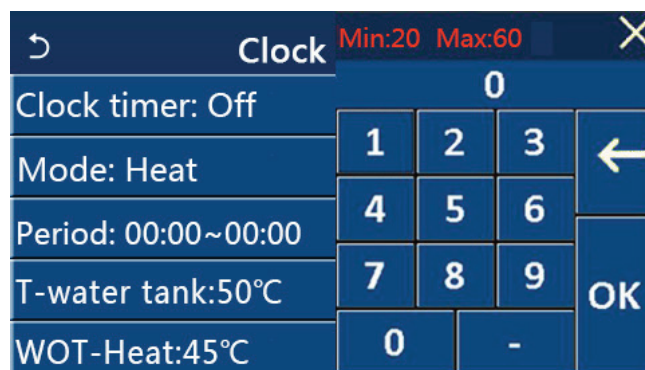 Clock
Clock timer: Off
Mode: Heat
Period: 00:00~00:00
T-water tank:50℃
WOT-Heat:45℃
Min:20 Max:60
0
1 2 3
4 5 6
7 8 9
OK
0 -